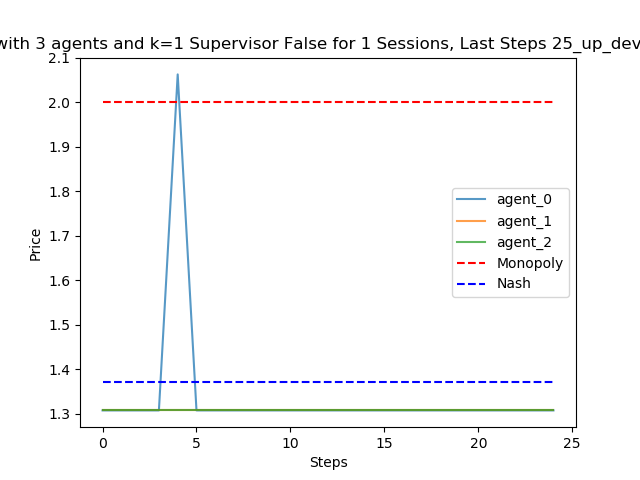 with 3 agents and k=1 Supervisor False for 1 Sessions, Last Steps 25_up_dev
2.1
2.0
1.9
1.8
1.7
1.6
1.5
1.4
1.3
Price
agent_0
agent_1
agent_2
Monopoly
Nash
0 5 10 15 20 25
Steps